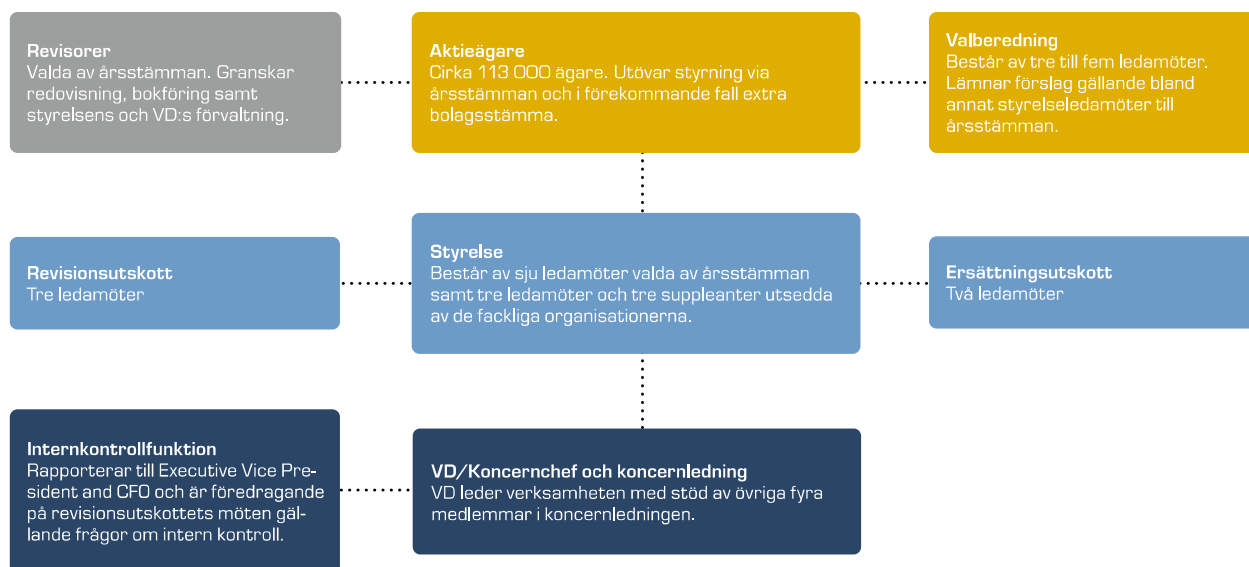 Revisorer
Valda av årsstämman. Granskar
redovisning, bokföring samt
styrelsens och VD:s förvaltning.
Aktieägare
Cirka 113 000 ägare. Utövar styrning via
årsstämman och i förekommande fall extra
bolagsstämma.
Valberedning
Består av tre till fem ledamöter.
Lämnar förslag gällande bland
annat styrelseledamöter till
årsstämman.
Revisionsutskott
Tre ledamöter
Styrelse
Består av sju ledamöter valda av årsstämman
samt tre ledamöter och tre suppleanter utsedda
av de fackliga organisationerna.
Ersättningsutskott
Två ledamöter
Internkontrollfunktion
Rapporterar till Executive Vice Pre-
sident and CFO och är föredragande
på revisionsutskottets möten gäl-
lande frågor om intern kontroll.
VD/Koncernchef och koncernledning
VD leder verksamheten med stöd av övriga fyra
medlemmar i koncernledningen.